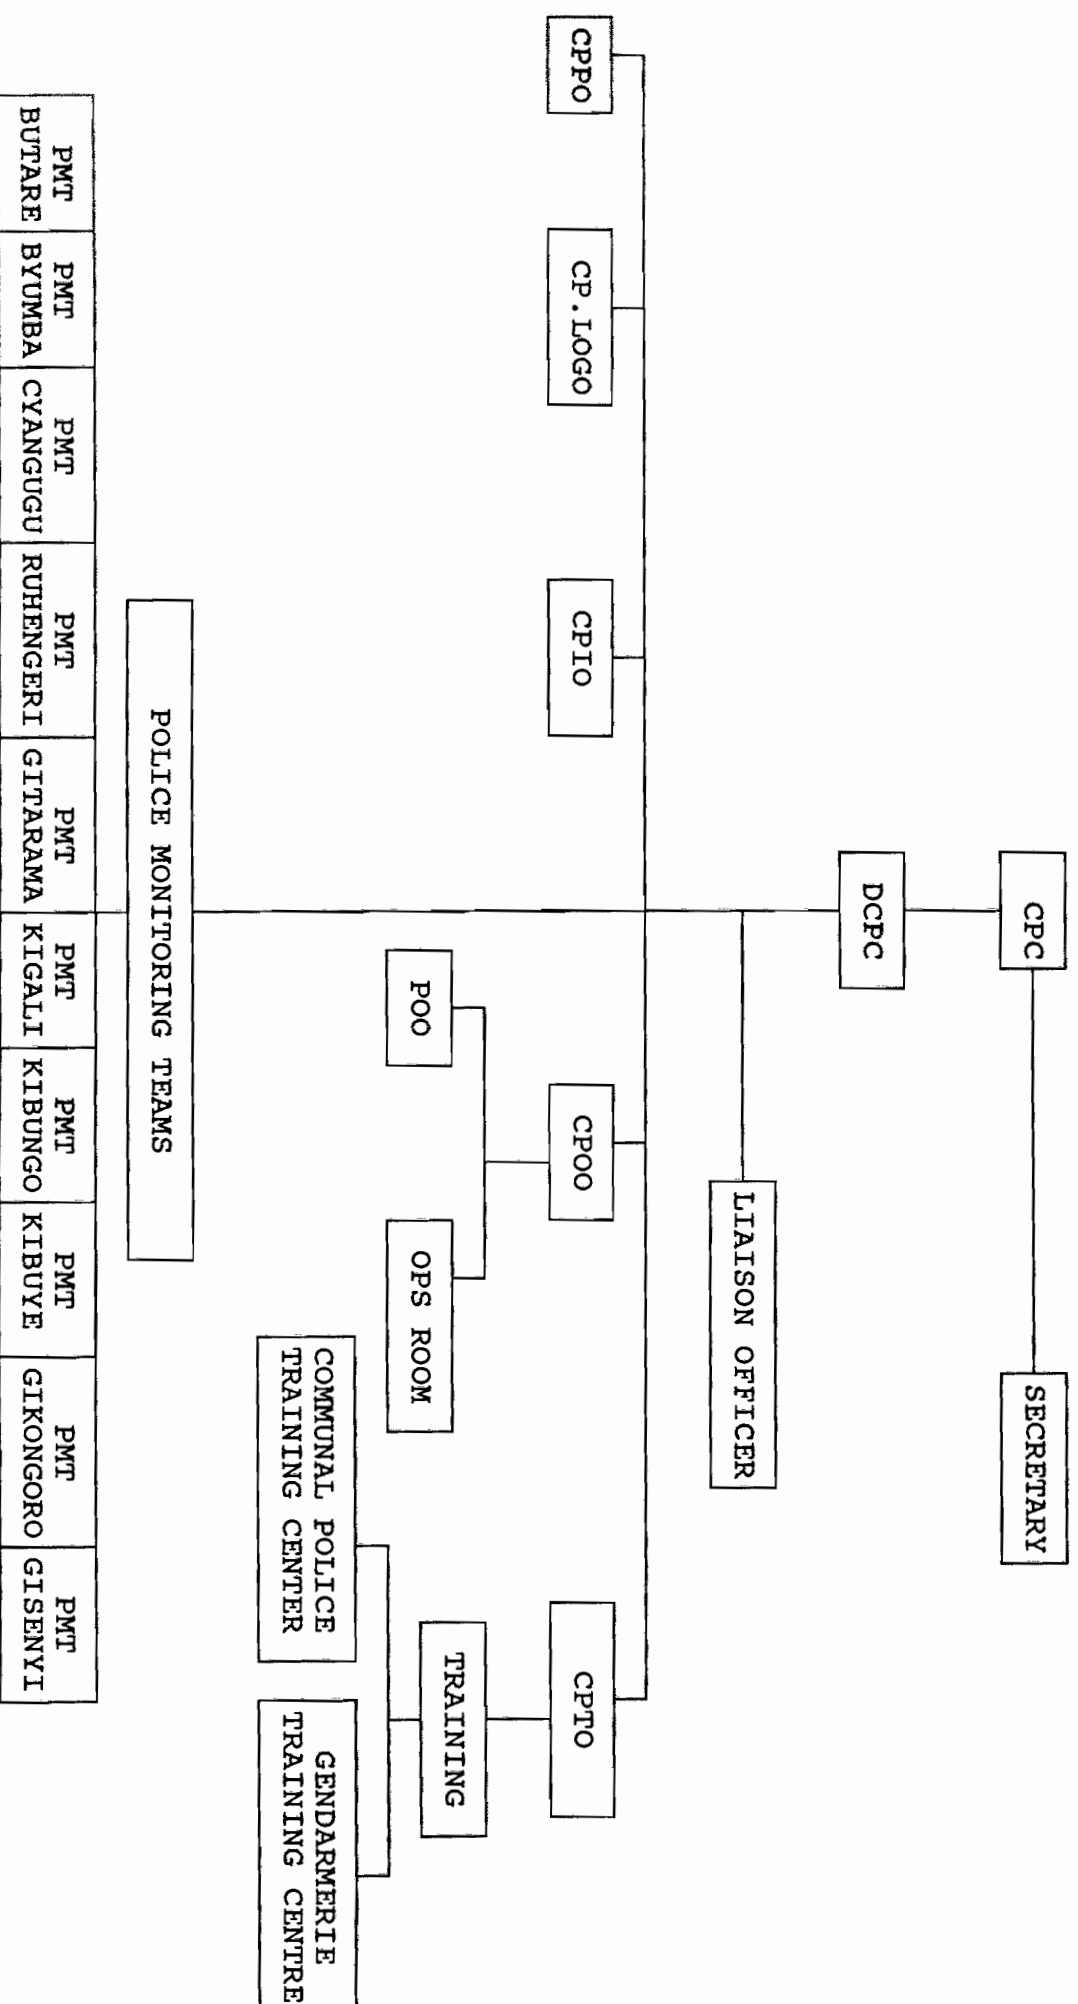 CPC
SECRETARY
DCPC
LIAISON OFFICER
CPPO
CP.LOGO
CPIO
CPOO
CPTO
POO
OPS ROOM
TRAINING
COMMUNAL POLICE
TRAINING CENTER
GENDARMERIE
TRAINING CENTRE
POLICE MONITORING TEAMS
PMT
BUTARE
PMT
BYUMBA
PMT
CYANGUGU
PMT
RUHENGERI
PMT
GITARAMA
PMT
KIGALI
PMT
KIBUNGO
PMT
KIBUYE
PMT
GIKONGORO
PMT
GISENYI